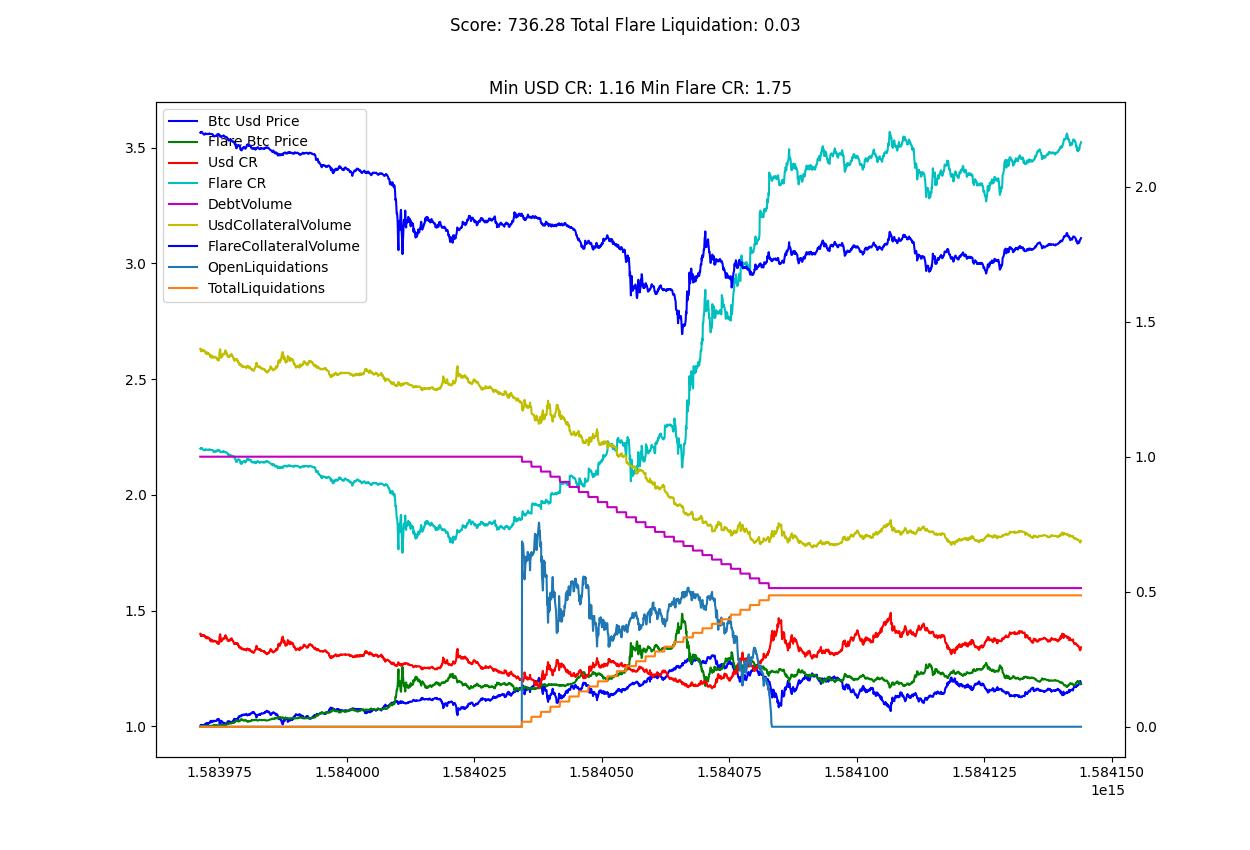 Score: 736.28 Total Flare Liquidation: 0.03
Min USD CR: 1.16 Min Flare CR: 1.75
Btc Usd Price
Flare Btc Price
Usd CR
Flare CR
DebtVolume
UsdCollateralVolume
FlareCollateralVolume
OpenLiquidations
TotalLiquidations
3.5
3.0
2.5
2.0
1.5
1.0
2.0
1.5
1.0
0.5
0.0
1.583975 1.584000 1.584025 1.584050 1.584075 1.584100 1.584125 1.584150
1e15